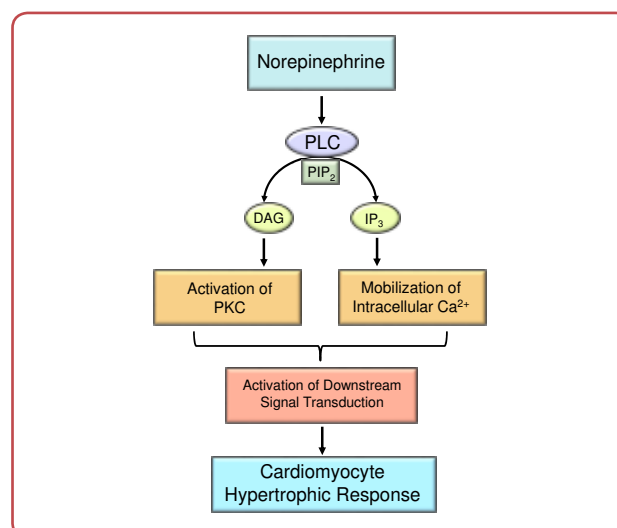 Norepinephrine
PLC
PIP₂
DAG
IP₃
Activation of
PKC
Mobilization of
Intracellular Ca²⁺
Activation of Downstream
Signal Transduction
Cardiomyocyte
Hypertrophic Response